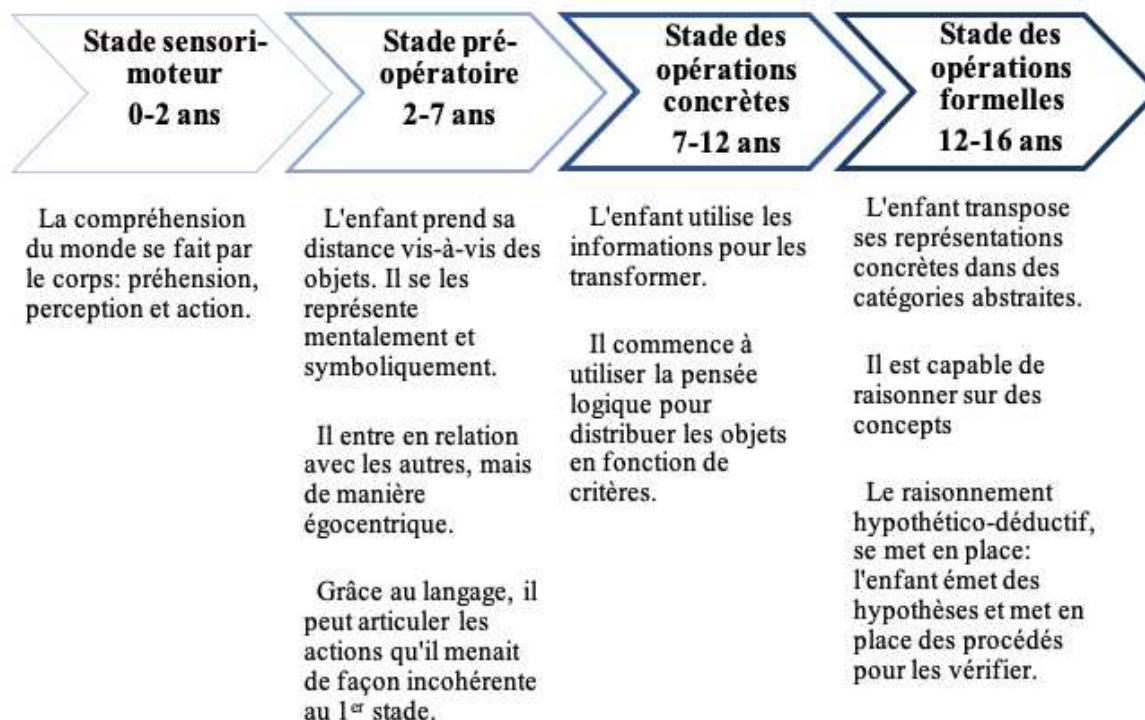 Stade sensori-
moteur
0-2 ans
La compréhension
du monde se fait par
le corps: préhension,
perception et action.
Stade pré-
opératoire
2-7 ans
L'enfant prend sa
distance vis-à-vis des
objets. Il se les
représente
mentalement et
symboliquement.
Il entre en relation
avec les autres, mais
de manière
égocentrique.
Grâce au langage, il
peut articuler les
actions qu'il menait
de façon incohérente
au 1er stade.
Stade des
opérations
concrètes
7-12 ans
L'enfant utilise les
informations pour les
transformer.
Il commence à
utiliser la pensée
logique pour
distribuer les objets
en fonction de
critères.
Stade des
opérations
formelles
12-16 ans
L'enfant transpose
ses représentations
concrètes dans des
catégories abstraites.
Il est capable de
raisonner sur des
concepts
Le raisonnement
hypothético-déductif,
se met en place:
l'enfant émet des
hypothèses et met en
place des procédés
pour les vérifier.